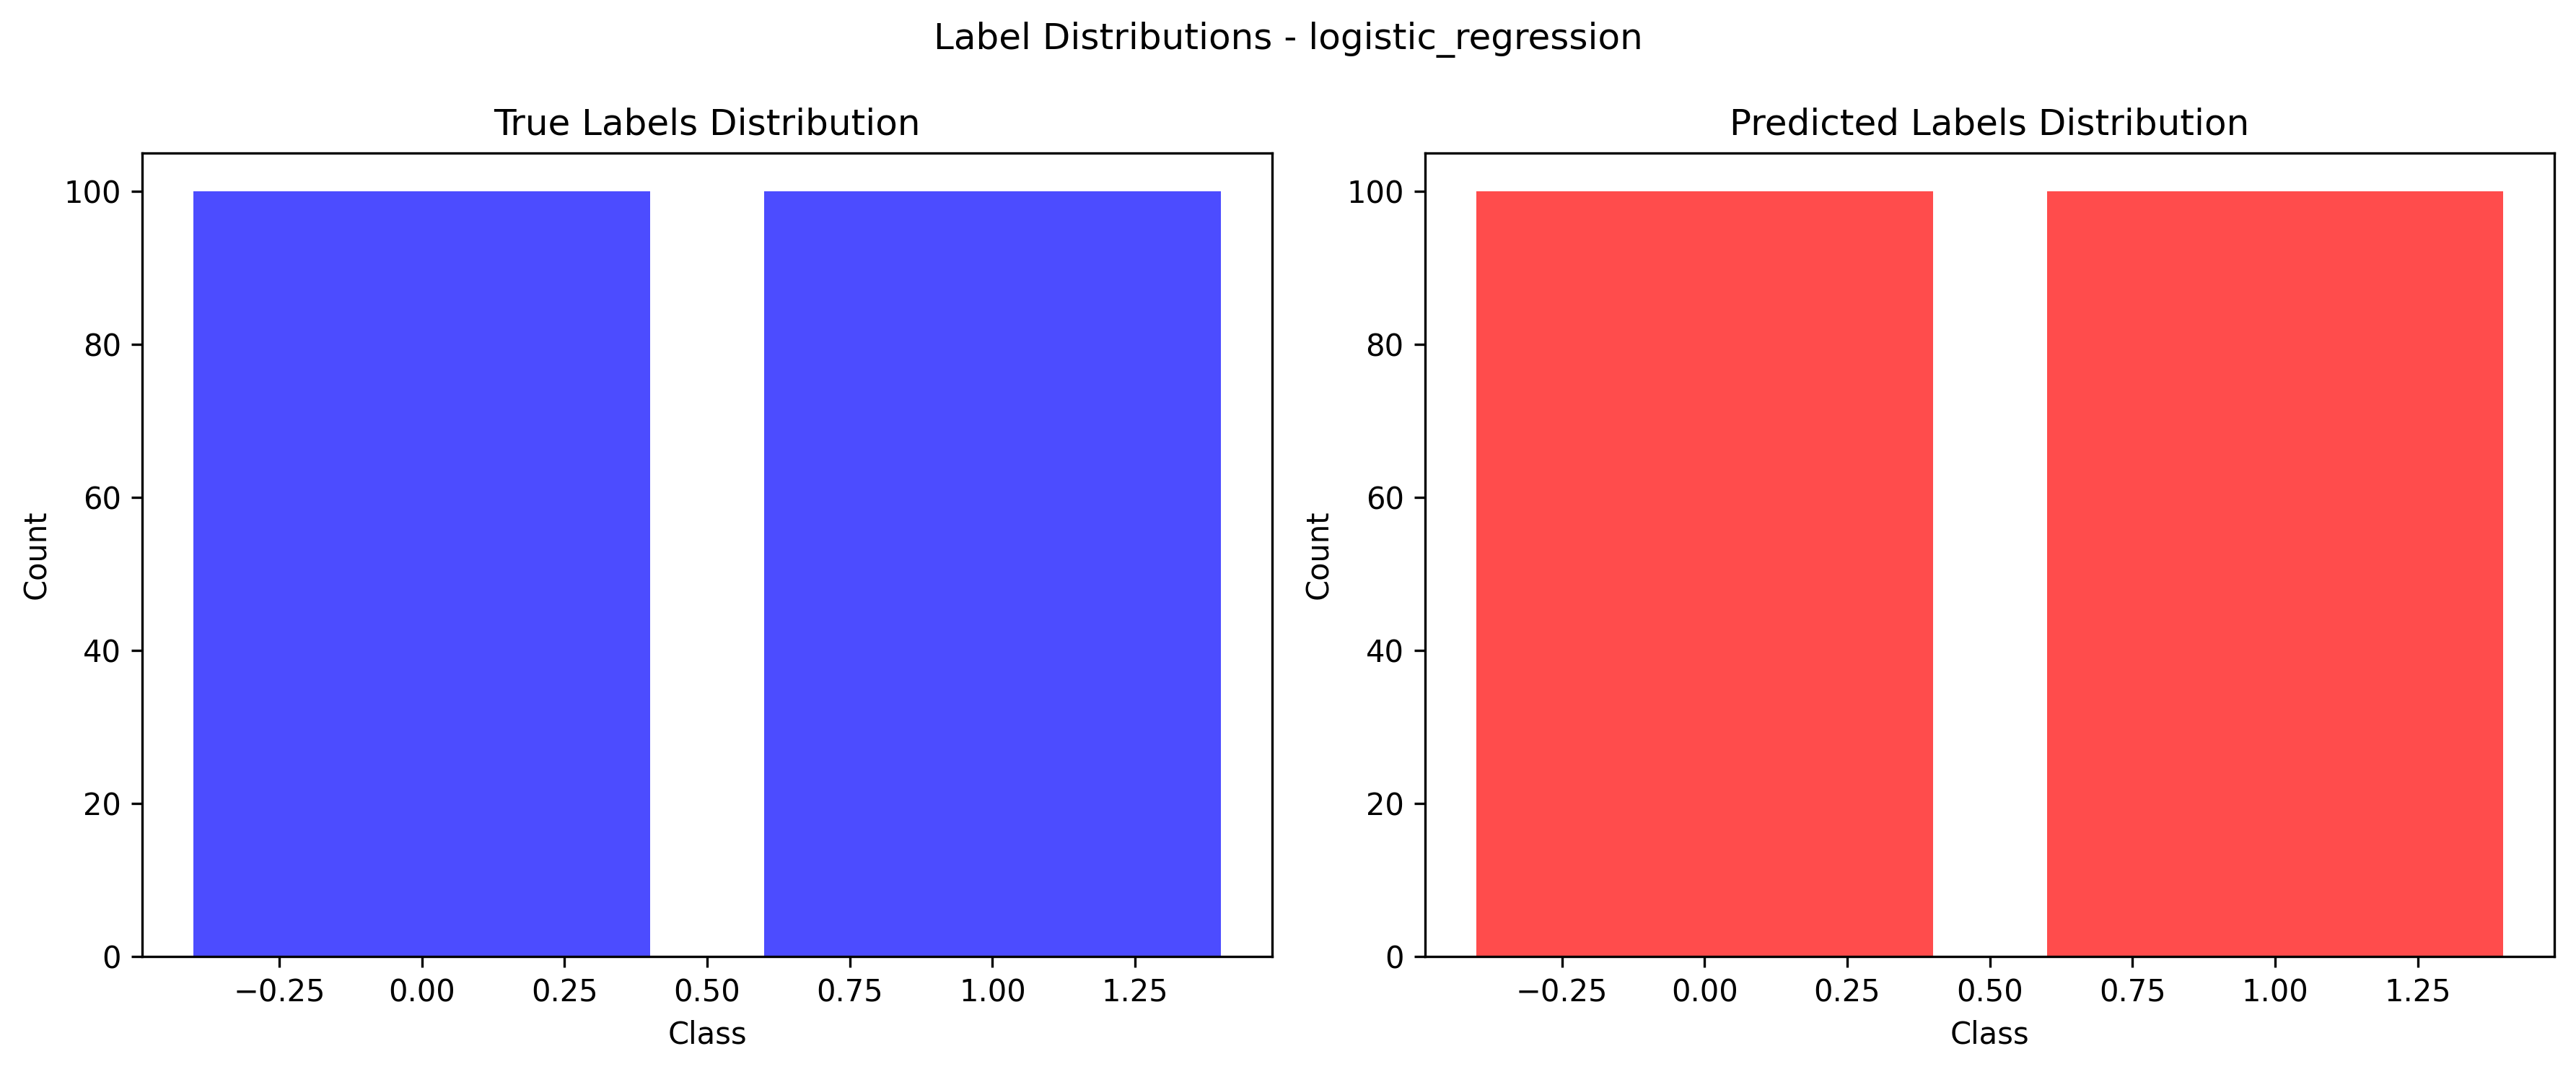 Label Distributions - logistic_regression
True Labels Distribution
100
80
60
40
20
0
Count
−0.25 0.00 0.25 0.50 0.75 1.00 1.25
Class
Predicted Labels Distribution
100
80
60
40
20
0
Count
−0.25 0.00 0.25 0.50 0.75 1.00 1.25
Class